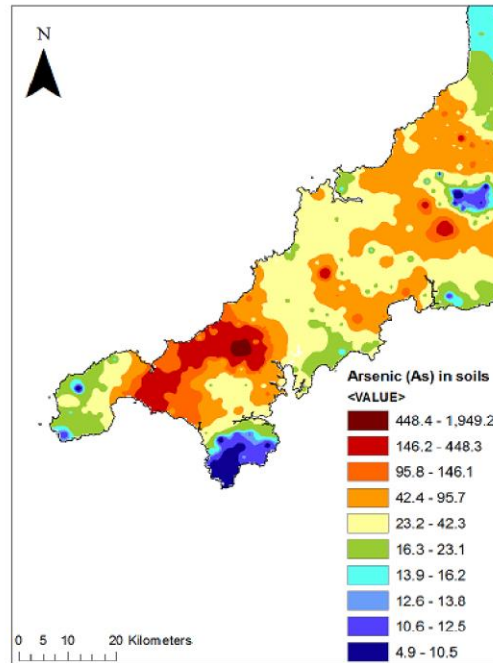 N
Arsenic (As) in soils
<VALUE>
448.4 - 1,949.2
146.2 - 448.3
95.8 - 146.1
42.4 - 95.7
23.2 - 42.3
16.3 - 23.1
13.9 - 16.2
12.6 - 13.8
10.6 - 12.5
4.9 - 10.5
0 5 10 20 Kilometers